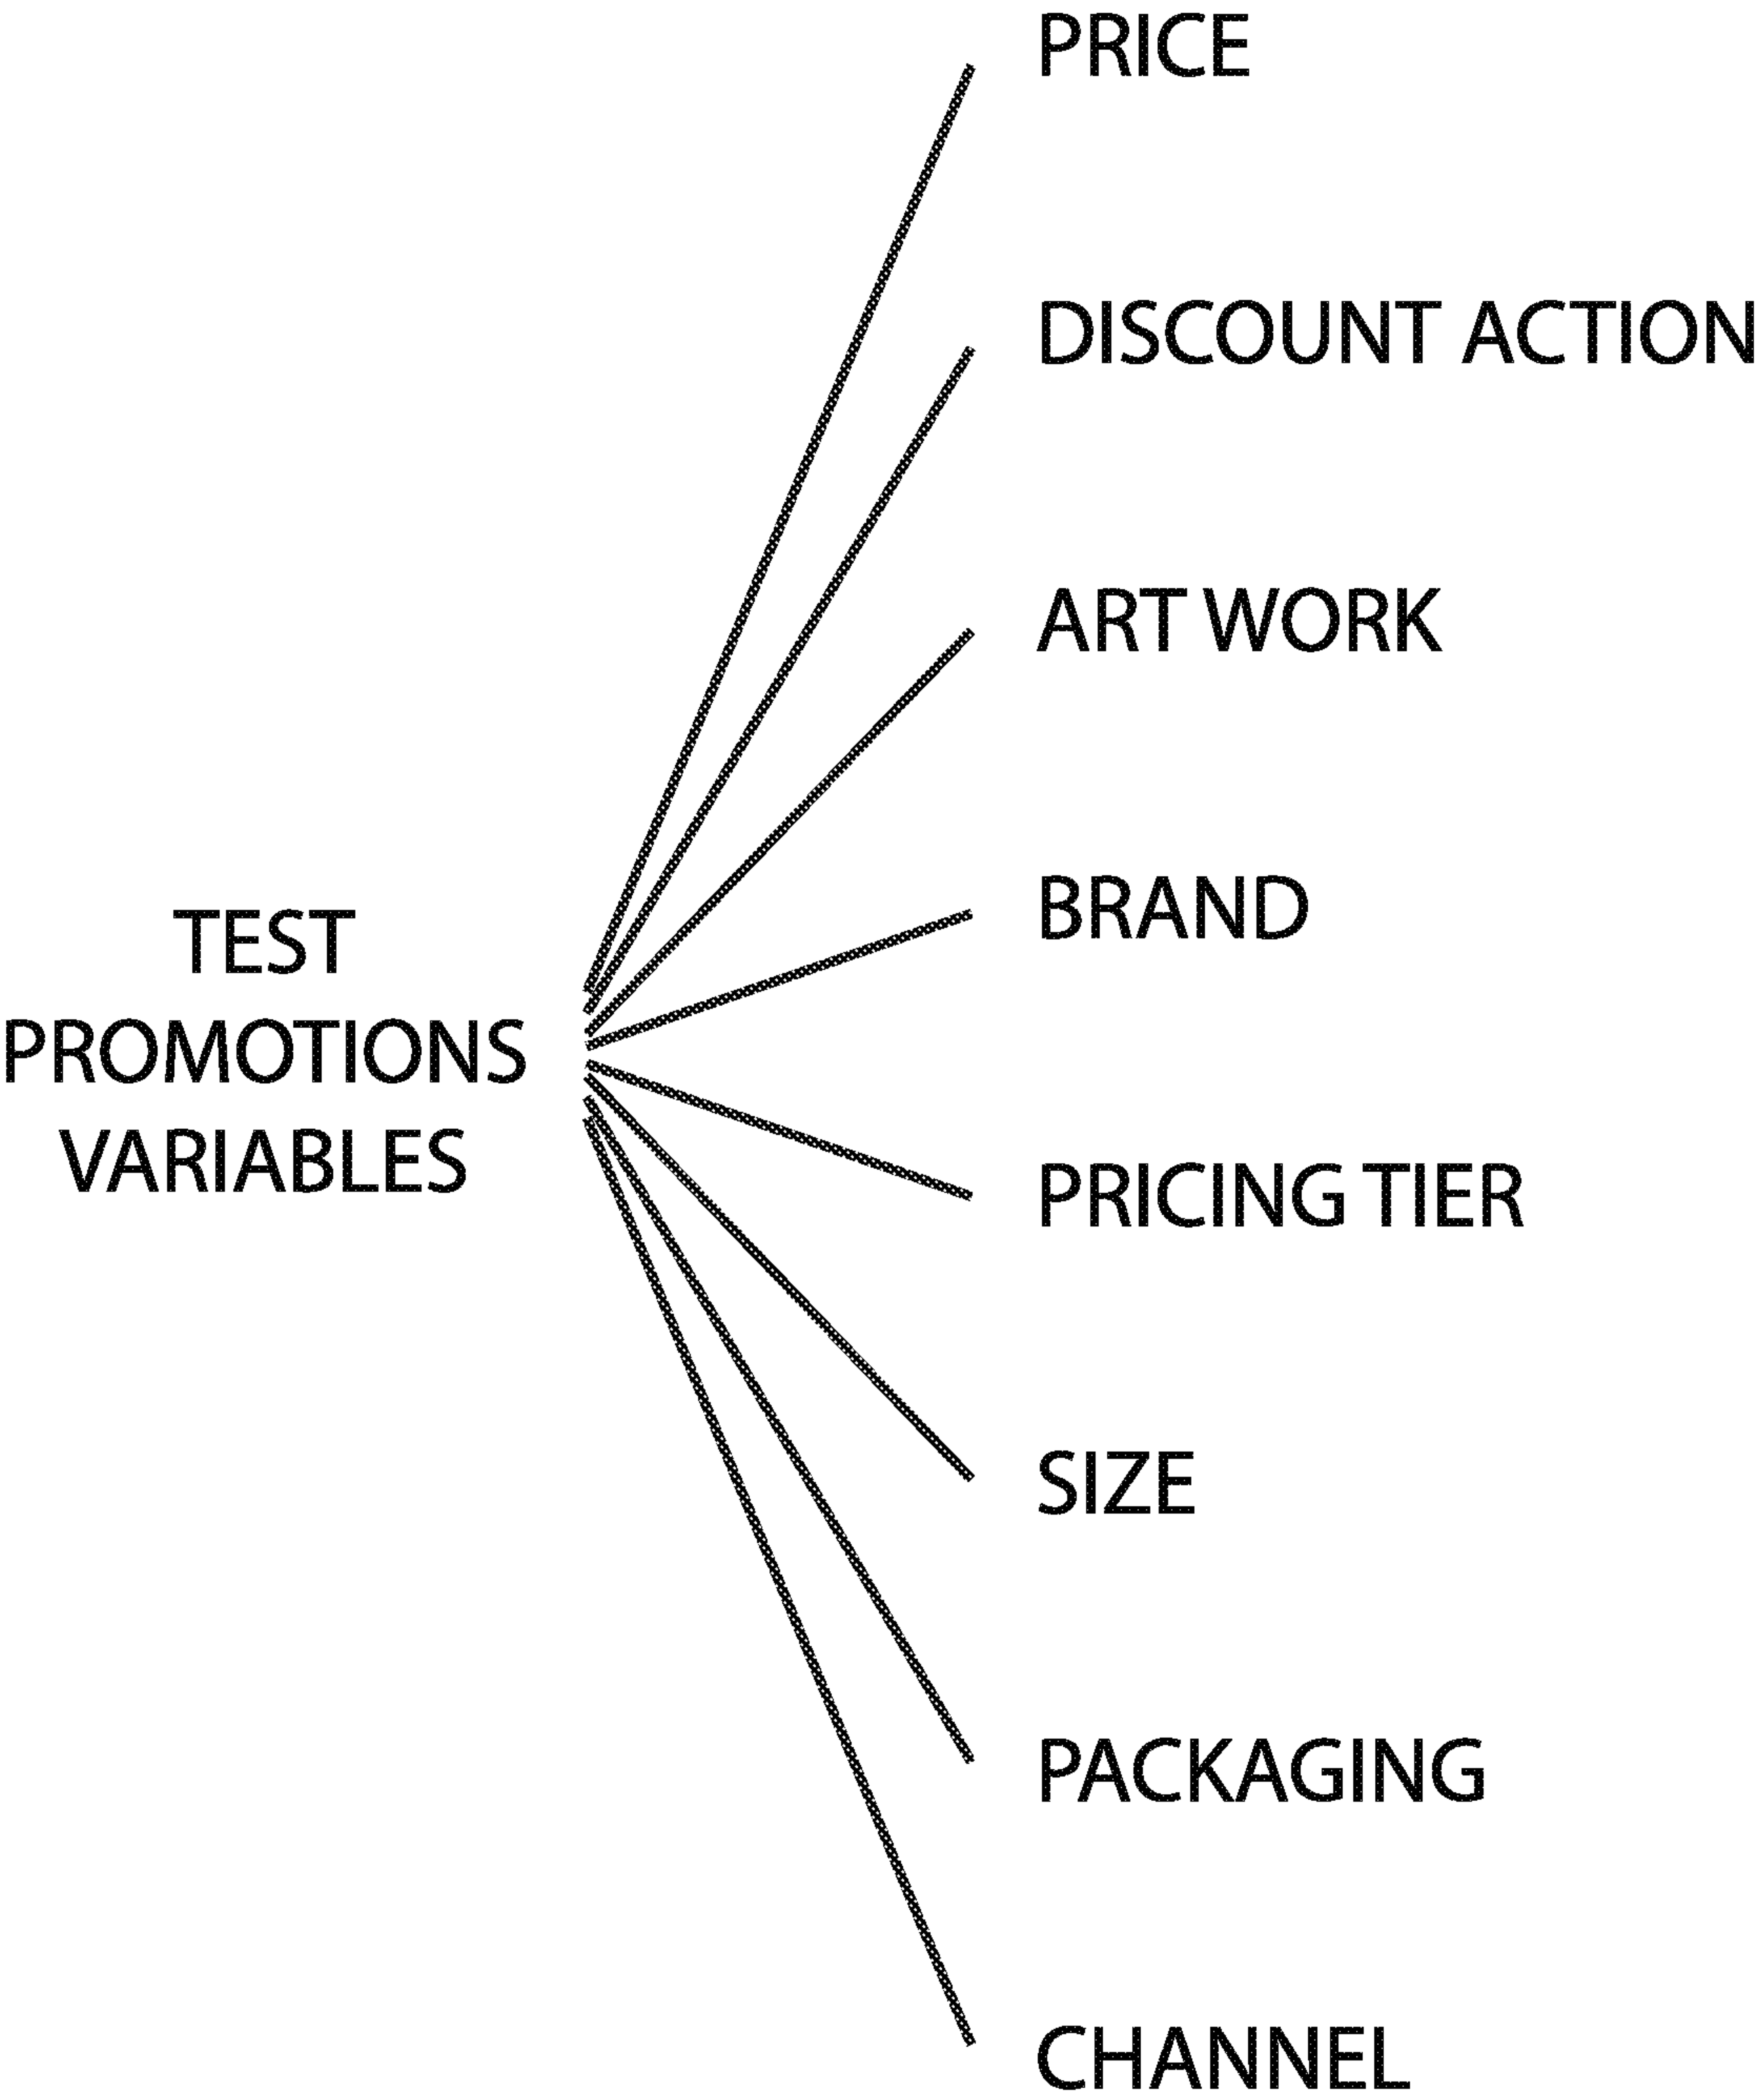 TEST
PROMOTIONS
VARIABLES
PRICE
DISCOUNT ACTION
ART WORK
BRAND
PRICING TIER
SIZE
PACKAGING
CHANNEL